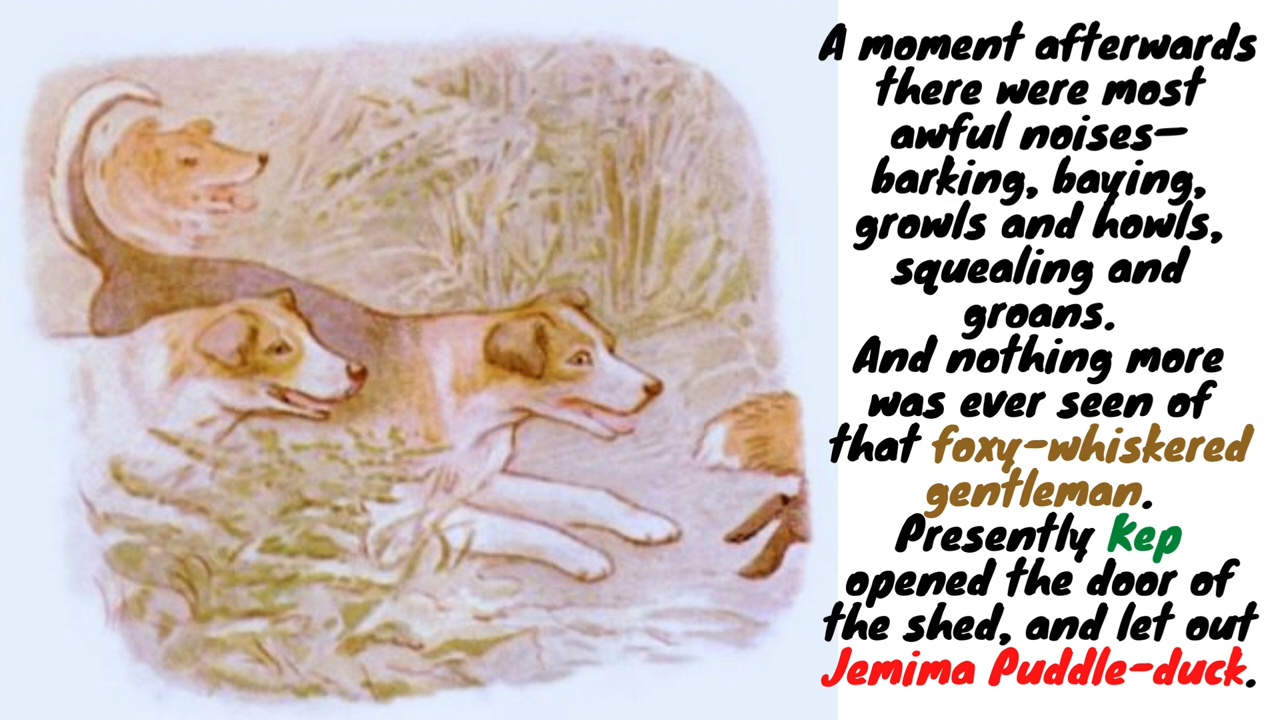 A moment afterwards
there were most
awful noises—
barking, baying,
growls and howls,
squealing and
groans.
And nothing more
was ever seen of
that foxy-whiskered
gentleman.
Presently Kep
opened the door of
the shed, and let out
Jemima Puddle-duck.